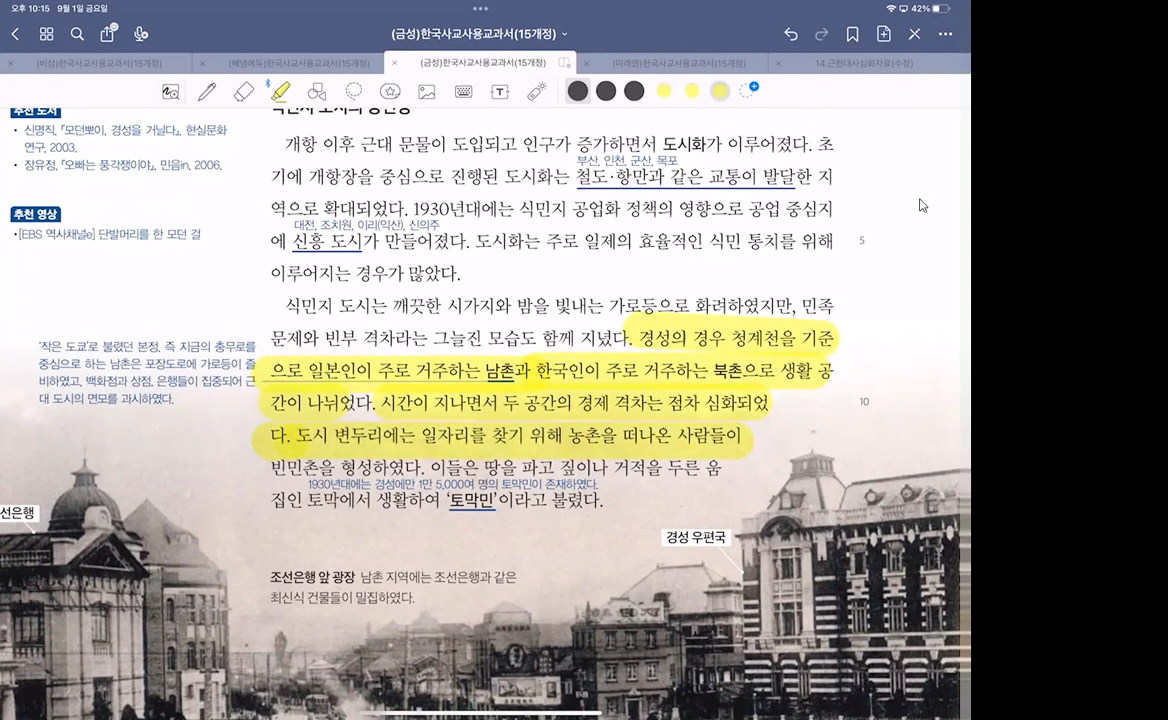 오후 10:15 9월 1일 금요일
42%
(금성)한국사교사용교과서(15개정)
(비상)한국사교사용교과서(15개정)
(해냄에듀)한국사교사용교과서(15개정)
(금성)한국사교사용교과서(15개정)
(미래엔)한국사교사용교과서(15개정)
14.근현대사심화자료(수정)
추천 도서
• 신명직, 『모던뽀이, 경성을 거닐다』, 현실문화
연구, 2003.
• 장유정, 『오빠는 풍각쟁이야』, 민음in, 2006.
추천 영상
• [EBS 역사채널e] 단발머리를 한 모던 걸
'작은 도쿄'로 불렸던 본정, 즉 지금의 충무로를
중심으로 하는 남촌은 포장도로에 가로등이 즐
비하였고, 백화점과 상점, 은행들이 집중되어 근
대 도시의 면모를 과시하였다.
개항 이후 근대 문물이 도입되고 인구가 증가하면서 도시화가 이루어졌다. 초
부산, 인천, 군산, 목포
기에 개항장을 중심으로 진행된 도시화는 철도·항만과 같은 교통이 발달한 지
역으로 확대되었다. 1930년대에는 식민지 공업화 정책의 영향으로 공업 중심지
대전, 조치원, 이리(익산), 신의주
에 신흥 도시가 만들어졌다. 도시화는 주로 일제의 효율적인 식민 통치를 위해
5
이루어지는 경우가 많았다.
식민지 도시는 깨끗한 시가지와 밤을 빛내는 가로등으로 화려하였지만, 민족
문제와 빈부 격차라는 그늘진 모습도 함께 지녔다. 경성의 경우 청계천을 기준
으로 일본인이 주로 거주하는 남촌과 한국인이 주로 거주하는 북촌으로 생활 공
간이 나뉘었다. 시간이 지나면서 두 공간의 경제 격차는 점차 심화되었
10
다. 도시 변두리에는 일자리를 찾기 위해 농촌을 떠나온 사람들이
빈민촌을 형성하였다. 이들은 땅을 파고 짚이나 거적을 두른 움
1930년대에는 경성에만 1만 5,000여 명의 토막민이 존재하였다.
집인 토막에서 생활하여 '토막민'이라고 불렸다.
선은행
경성 우편국
조선은행 앞 광장 남촌 지역에는 조선은행과 같은
최신식 건물들이 밀집하였다.